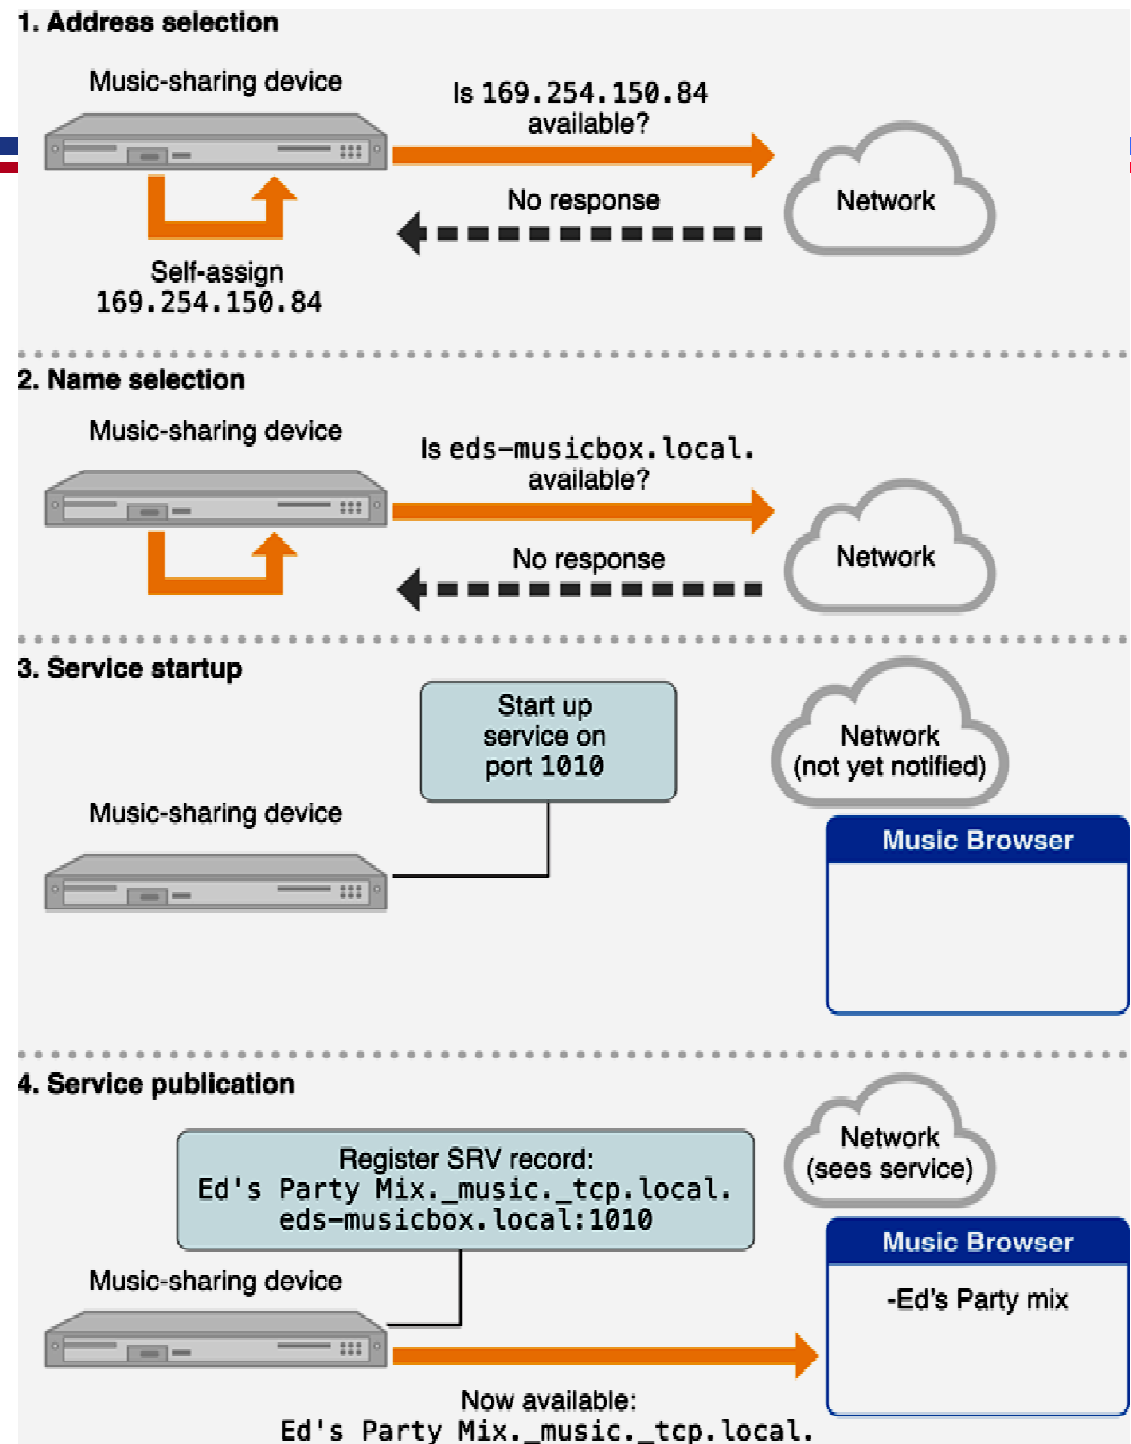 1. Address selection
Music-sharing device
Is 169.254.150.84
available?
No response
Network
Self-assign
169.254.150.84
2. Name selection
Music-sharing device
Is eds-musicbox.local.
available?
No response
Network
3. Service startup
Start up
service on
port 1010
Network
(not yet notified)
Music-sharing device
Music Browser
4. Service publication
Register SRV record:
Ed's Party Mix._music._tcp.local.
eds-musicbox.local:1010
Network
(sees service)
Music Browser
-Ed's Party mix
Music-sharing device
Now available:
Ed's Party Mix._music._tcp.local.